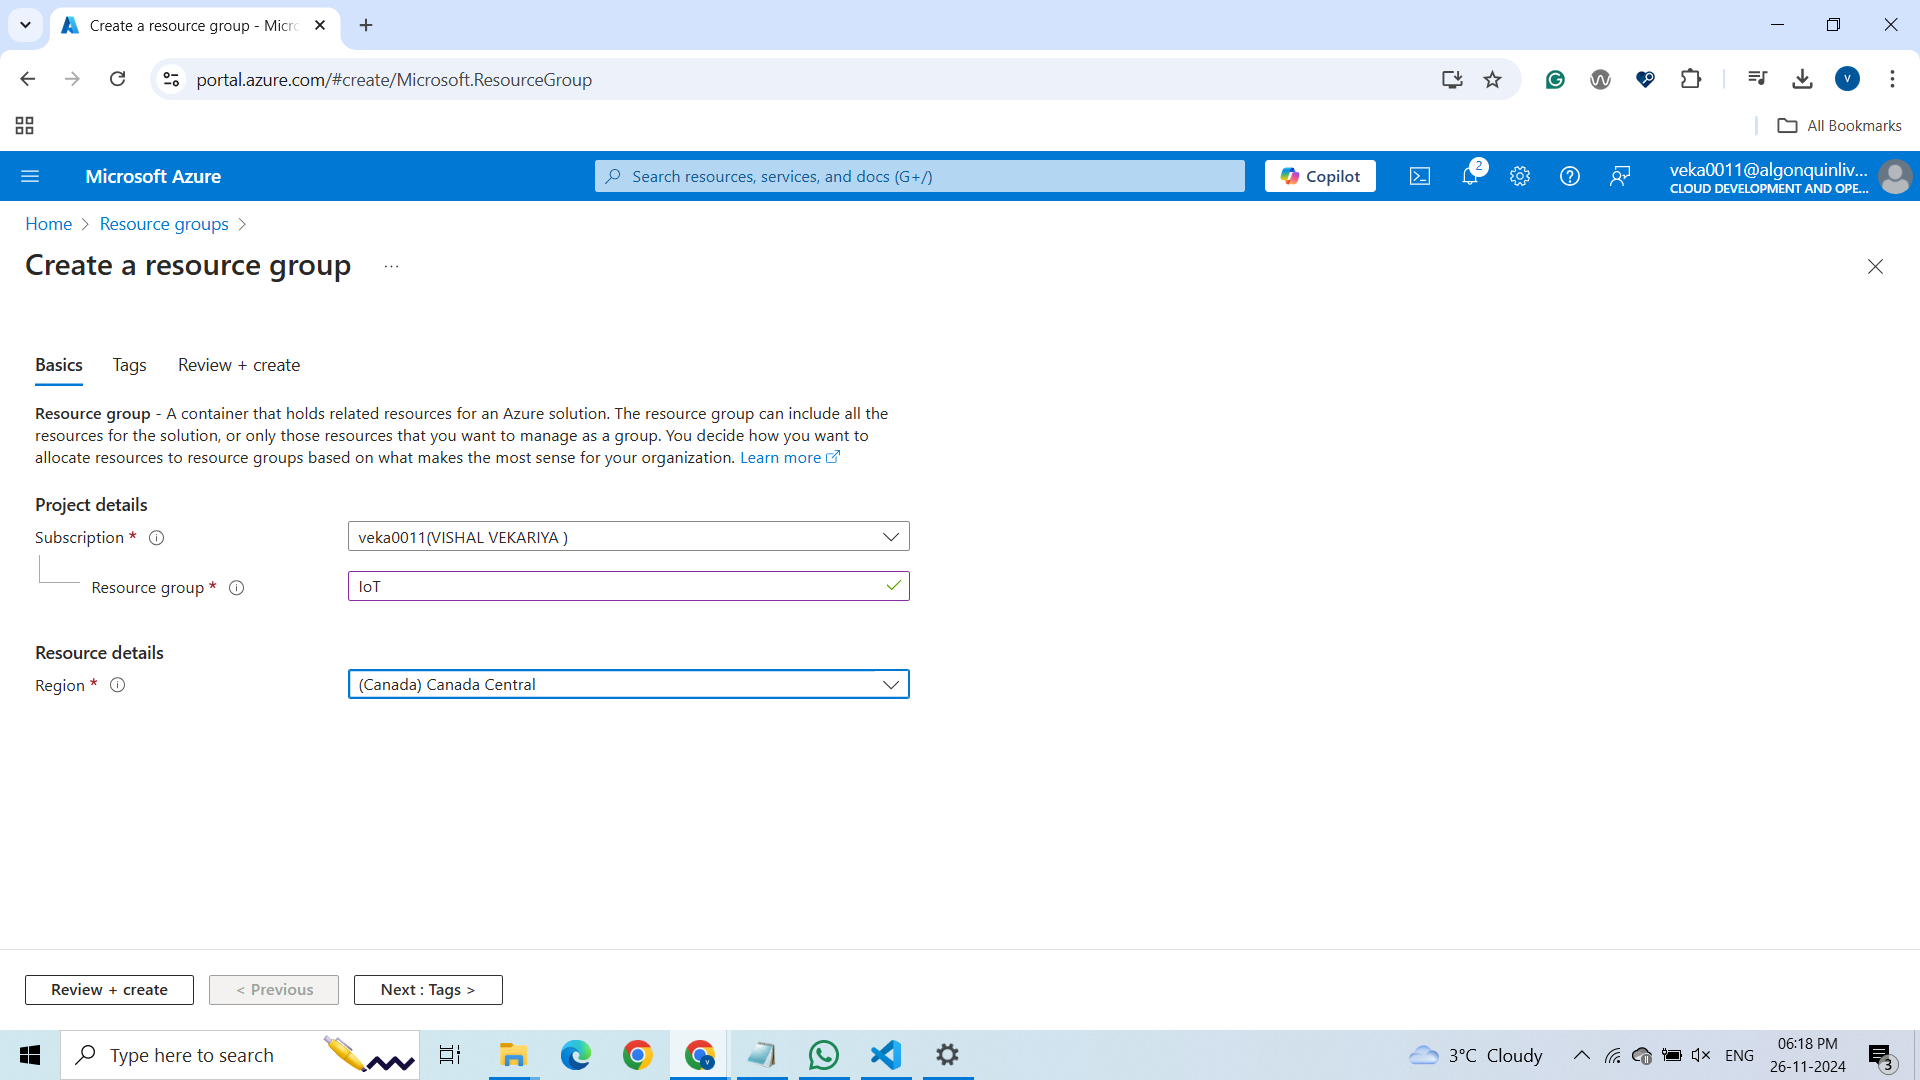 Create a resource group - Micro
portal.azure.com/#create/Microsoft.ResourceGroup
V
All Bookmarks
Microsoft Azure
Search resources, services, and docs (G+/)
Copilot
2
veka0011@algonquinliv...
CLOUD DEVELOPMENT AND OPE...
Home > Resource groups >
Create a resource group ...
Basics Tags Review + create
Resource group - A container that holds related resources for an Azure solution. The resource group can include all the
resources for the solution, or only those resources that you want to manage as a group. You decide how you want to
allocate resources to resource groups based on what makes the most sense for your organization. Learn more
Project details
Subscription * veka0011(VISHAL VEKARIYA )
Resource group * IoT
Resource details
Region * (Canada) Canada Central
Review + create < Previous Next : Tags >
Type here to search
3°C Cloudy
ENG
06:18 PM
26-11-2024
3